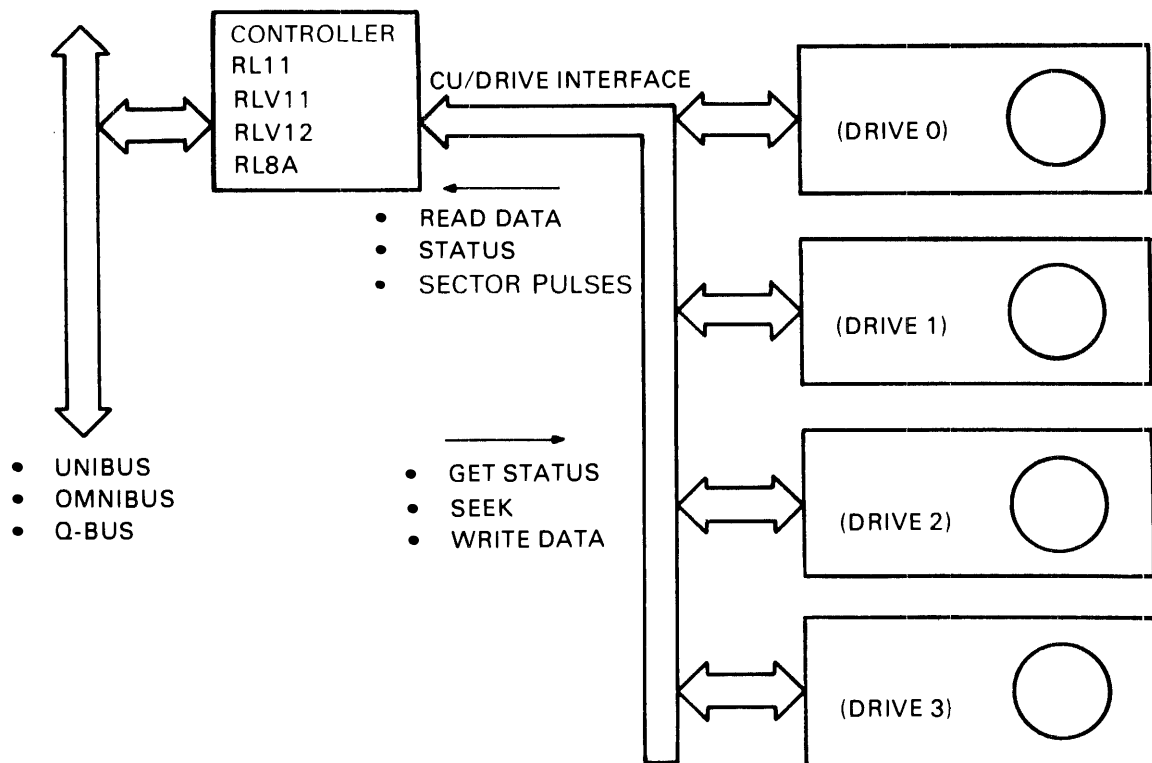 CONTROLLER
RL11
RLV11
RLV12
RL8A
CU/DRIVE INTERFACE
(DRIVE 0)
• READ DATA
• STATUS
• SECTOR PULSES
(DRIVE 1)
• UNIBUS
• OMNIBUS
• Q-BUS
• GET STATUS
• SEEK
• WRITE DATA
(DRIVE 2)
(DRIVE 3)